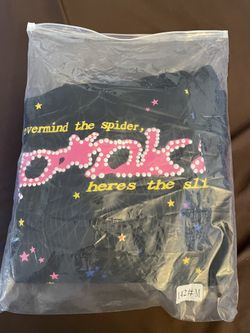 evermind the spider,
p*nk
heres the sli